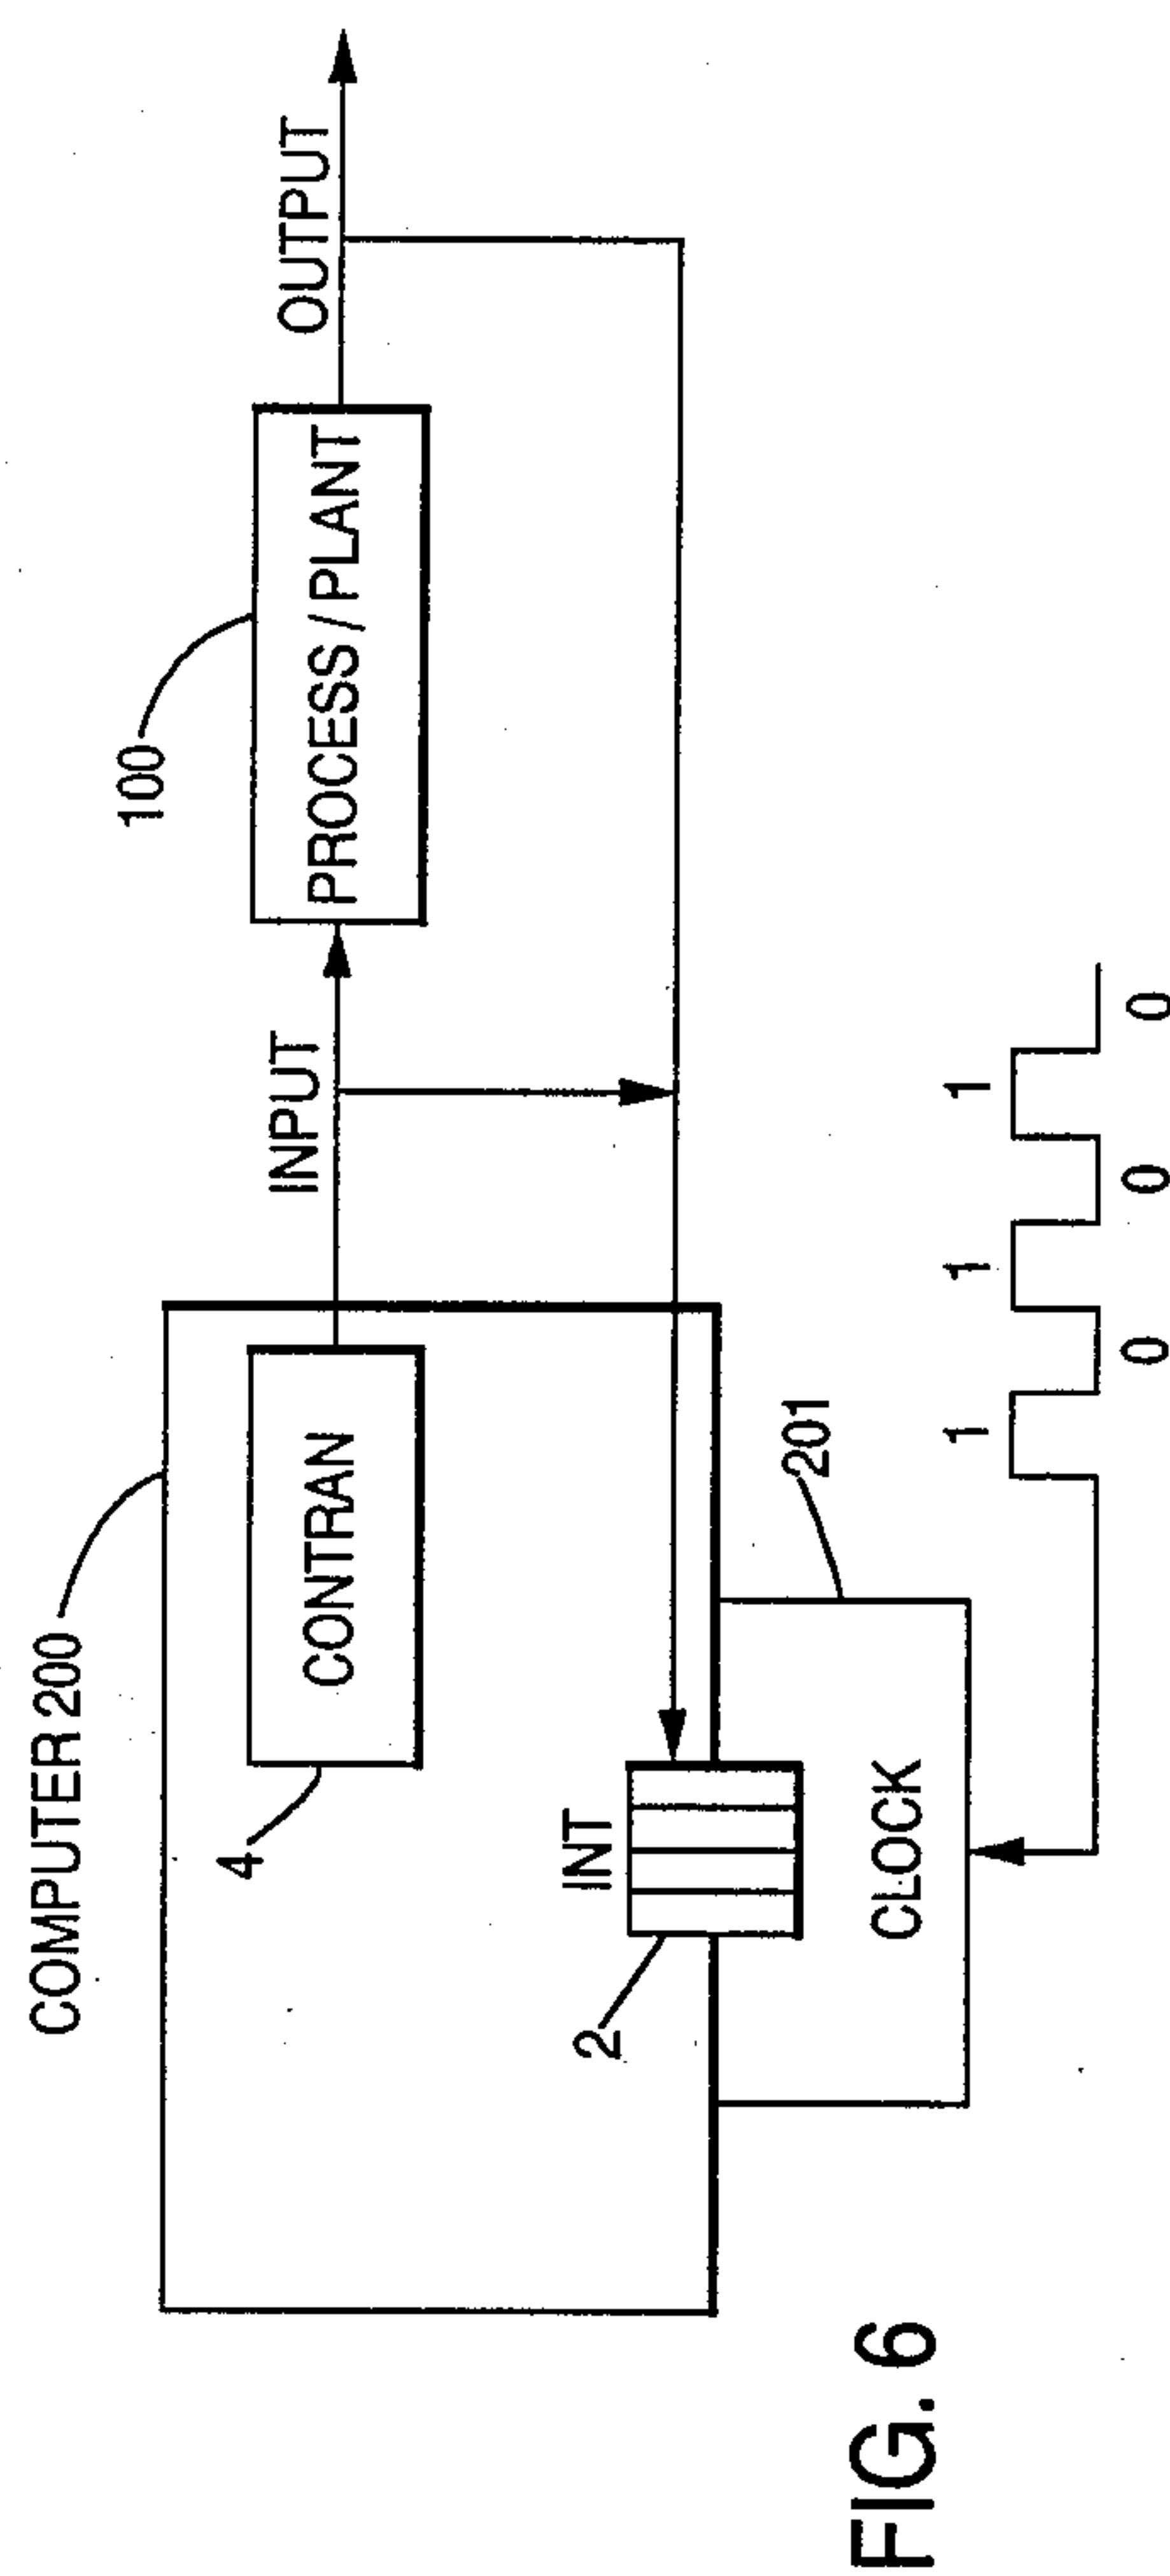 COMPUTER 200
100
INPUT
OUTPUT
4
CONTRAN
PROCESS / PLANT
INT
2
201
CLOCK
1 1 1
0 0 0
FIG. 6